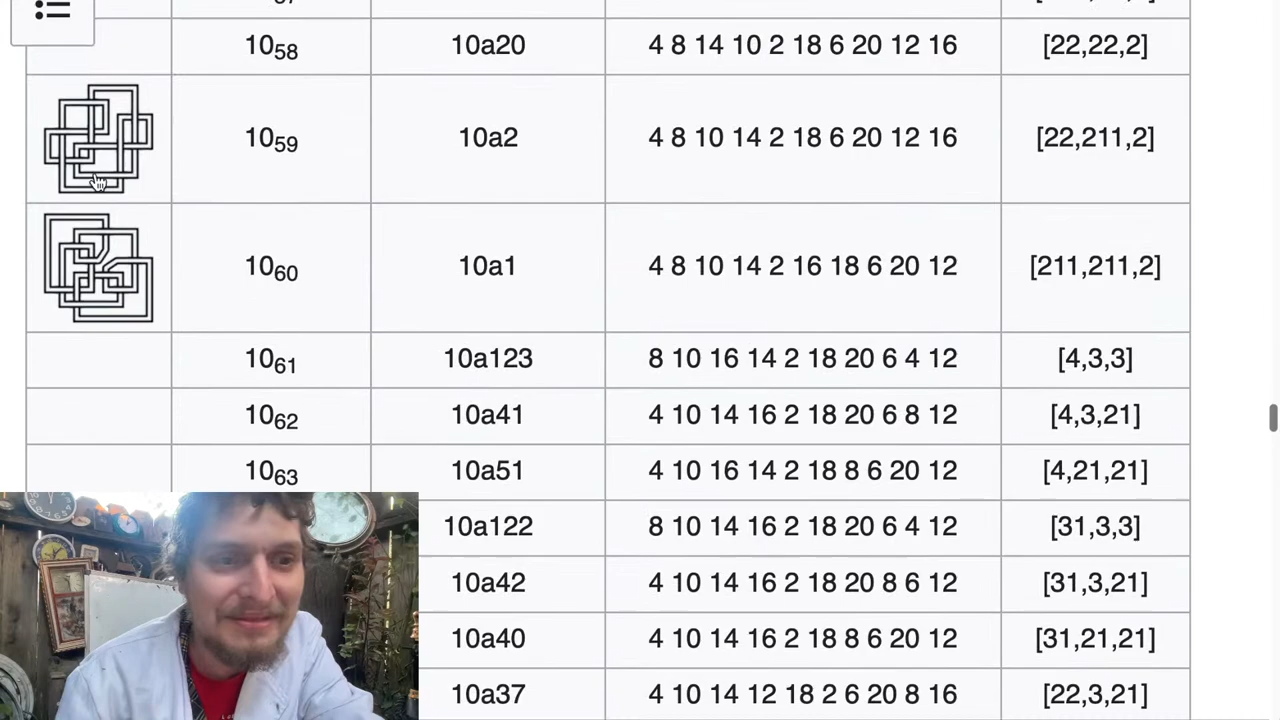 10₅₈ 10a20 4 8 14 10 2 18 6 20 12 16 [22,22,2]
10₅₉ 10a2 4 8 10 14 2 18 6 20 12 16 [22,211,2]
10₆₀ 10a1 4 8 10 14 2 16 18 6 20 12 [211,211,2]
10₆₁ 10a123 8 10 16 14 2 18 20 6 4 12 [4,3,3]
10₆₂ 10a41 4 10 14 16 2 18 20 6 8 12 [4,3,21]
10₆₃ 10a51 4 10 16 14 2 18 8 6 20 12 [4,21,21]
10a122 8 10 14 16 2 18 20 6 4 12 [31,3,3]
10a42 4 10 14 16 2 18 20 8 6 12 [31,3,21]
10a40 4 10 14 16 2 18 8 6 20 12 [31,21,21]
10a37 4 10 14 12 18 2 6 20 8 16 [22,3,21]